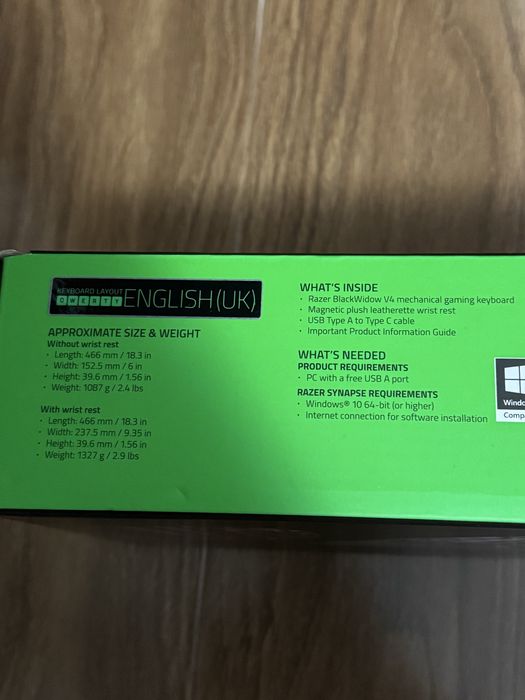 KEYBOARD LAYOUT
QWERTY
ENGLISH (UK)
APPROXIMATE SIZE & WEIGHT
Without wrist rest
· Length: 466 mm / 18.3 in
· Width: 152.5 mm / 6 in
· Height: 39.6 mm / 1.56 in
· Weight: 1087 g / 2.4 lbs
With wrist rest
· Length: 466 mm / 18.3 in
· Width: 237.5 mm / 9.35 in
· Height: 39.6 mm / 1.56 in
· Weight: 1327 g / 2.9 lbs
WHAT'S INSIDE
· Razer BlackWidow V4 mechanical gaming keyboard
· Magnetic plush leatherette wrist rest
· USB Type A to Type C cable
· Important Product Information Guide
WHAT'S NEEDED
PRODUCT REQUIREMENTS
· PC with a free USB A port
RAZER SYNAPSE REQUIREMENTS
· Windows® 10 64-bit (or higher)
· Internet connection for software installation